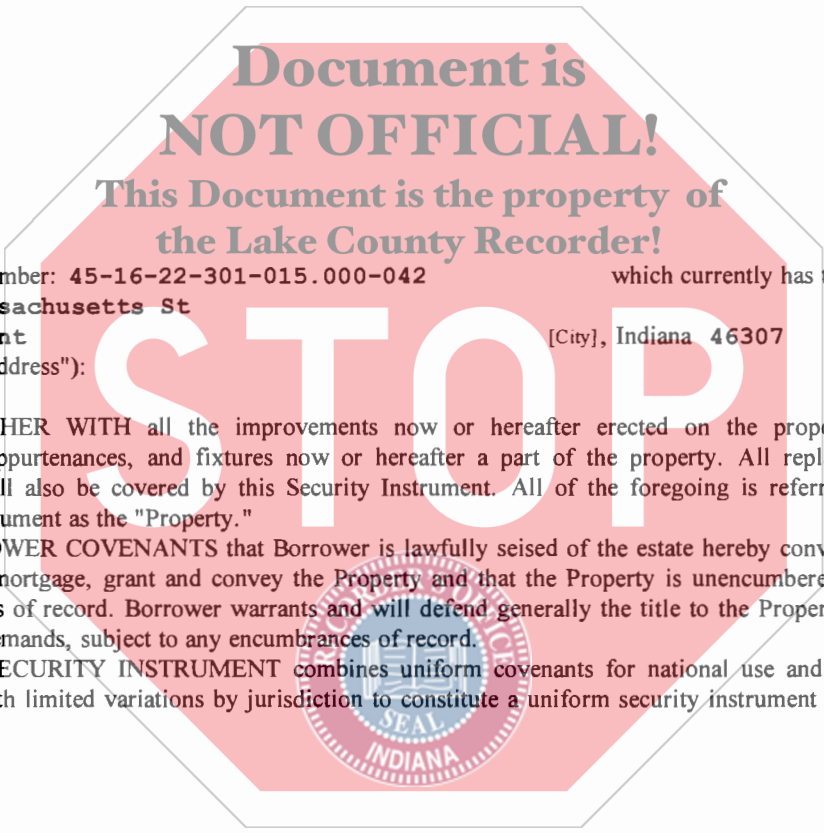 Document is
NOT OFFICIAL!
This Document is the property of
the Lake County Recorder!
mber: 45-16-22-301-015.000-042 which currently has
sachusetts St
nt [City], Indiana 46307
ddress"):
STOP
HER WITH all the improvements now or hereafter erected on the prope
ppurtenances, and fixtures now or hereafter a part of the property. All repl
ll also be covered by this Security Instrument. All of the foregoing is referr
ument as the "Property."
OWER COVENANTS that Borrower is lawfully seised of the estate hereby conv
mortgage, grant and convey the Property and that the Property is unencumbere
s of record. Borrower warrants and will defend generally the title to the Proper
mands, subject to any encumbrances of record.
ECURITY INSTRUMENT combines uniform covenants for national use and
th limited variations by jurisdiction to constitute a uniform security instrument
RECORDER'S OFFICE
SEAL
INDIANA